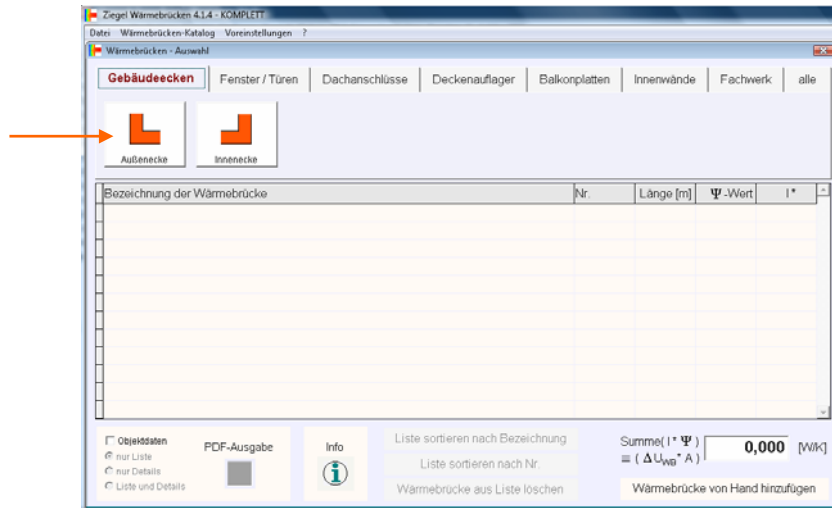 Ziegel Wärmebrücken 4.1.4 - KOMPLETT
Datei Wärmebrücken-Katalog Voreinstellungen ?
Wärmebrücken - Auswahl
Gebäudeecken Fenster / Türen Dachanschlüsse Deckenauflager Balkonplatten Innenwände Fachwerk alle
Außenecke Innenecke
Bezeichnung der Wärmebrücke Nr. Länge [m] Ψ-Wert l *
Objektdaten
nur Liste
nur Details
Liste und Details
PDF-Ausgabe
Info
i
Liste sortieren nach Bezeichnung
Liste sortieren nach Nr.
Wärmebrücke aus Liste löschen
Summe( l * Ψ ) 0,000 [W/K]
≡ ( Δ U_WB * A )
Wärmebrücke von Hand hinzufügen